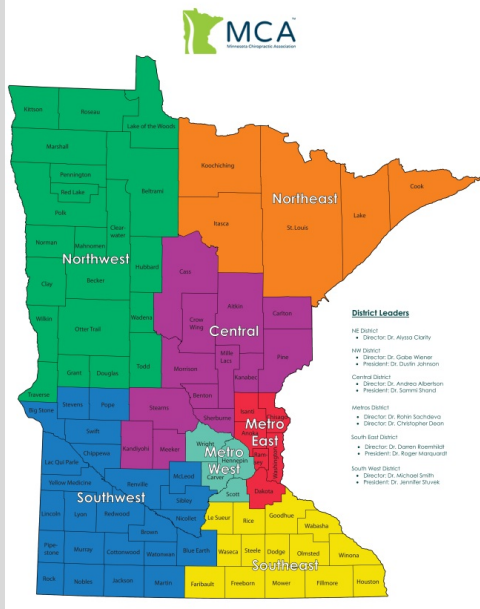 MCA
Minnesota Chiropractic Association
Kittson
Roseau
Lake of the Woods
Marshall
Koochiching
Pennington
Red Lake
Beltrami
Cook
Northeast
Polk
Clear
water
Itasca
St. Louis
Lake
Norman
Mahnomen
Northwest
Hubbard
Cass
Clay
Becker
Aitkin
Carlton
Wilkin
Otter Trail
Wadena
Crow
Wing
Central
Mille
Lacs
Pine
Grant
Douglas
Todd
Morrison
Kanabec
Traverse
Benton
Big Stone
Stevens
Pope
Stearns
Sherburne
Isanti
Chisago
Anoka
Metro
East
Swift
Kandiyohi
Meeker
Wright
Hennepin
Ram-
sey
Washington
Metro
West
Chippewa
Lac Qui Parle
McLeod
Carver
Yellow Medicine
Renville
Scott
Dakota
Southwest
Sibley
Lincoln
Lyon
Redwood
Nicollet
Le Sueur
Rice
Goodhue
Wabasha
Brown
Pipe-
stone
Murray
Cottonwood
Watonwan
Blue Earth
Waseca
Steele
Dodge
Olmsted
Winona
Southeast
Rock
Nobles
Jackson
Martin
Faribault
Freeborn
Mower
Fillmore
Houston
District Leaders
NE District
• Director: Dr. Alyssa Clarity
NW District
• Director: Dr. Gabe Wiener
• President: Dr. Dustin Johnson
Central District
• Director: Dr. Andrea Albertson
• President: Dr. Sammi Shand
Metros District
• Director: Dr. Rohin Sachdeva
• Director: Dr. Christopher Dean
South East District
• Director: Dr. Darren Roemhildt
• President: Dr. Roger Marquardt
South West District
• Director: Dr. Michael Smith
• President: Dr. Jennifer Stuvek